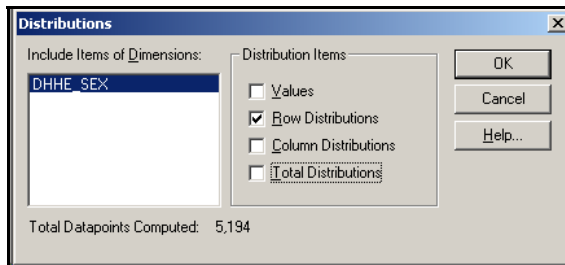 Distributions
Include Items of Dimensions:
DHHE_SEX
Distribution Items
Values
Row Distributions
Column Distributions
Total Distributions
OK
Cancel
Help...
Total Datapoints Computed: 5,194